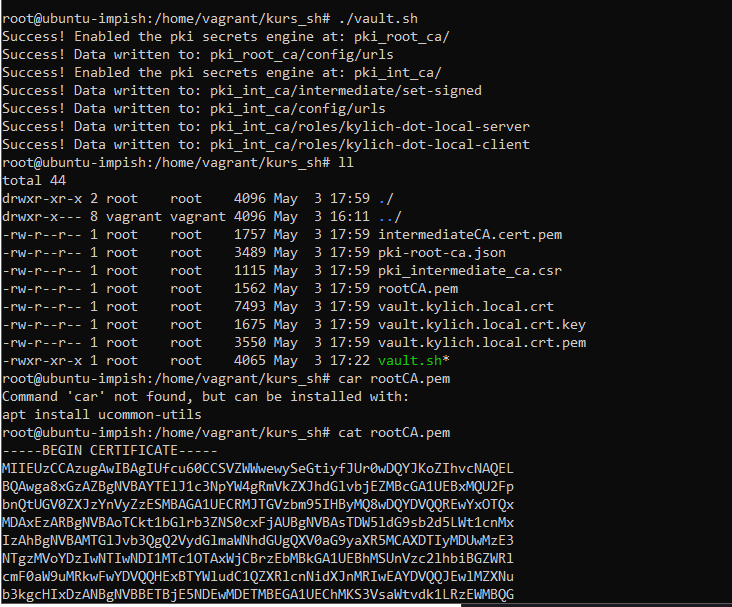 root@ubuntu-impish:/home/vagrant/kurs_sh# ./vault.sh
Success! Enabled the pki secrets engine at: pki_root_ca/
Success! Data written to: pki_root_ca/config/urls
Success! Enabled the pki secrets engine at: pki_int_ca/
Success! Data written to: pki_int_ca/intermediate/set-signed
Success! Data written to: pki_int_ca/config/urls
Success! Data written to: pki_int_ca/roles/kylich-dot-local-server
Success! Data written to: pki_int_ca/roles/kylich-dot-local-client
root@ubuntu-impish:/home/vagrant/kurs_sh# ll
total 44
drwxr-xr-x 2 root    root    4096 May  3 17:59 ./
drwxr-x--- 8 vagrant vagrant 4096 May  3 16:11 ../
-rw-r--r-- 1 root    root    1757 May  3 17:59 intermediateCA.cert.pem
-rw-r--r-- 1 root    root    3489 May  3 17:59 pki-root-ca.json
-rw-r--r-- 1 root    root    1115 May  3 17:59 pki_intermediate_ca.csr
-rw-r--r-- 1 root    root    1562 May  3 17:59 rootCA.pem
-rw-r--r-- 1 root    root    7493 May  3 17:59 vault.kylich.local.crt
-rw-r--r-- 1 root    root    1675 May  3 17:59 vault.kylich.local.crt.key
-rw-r--r-- 1 root    root    3550 May  3 17:59 vault.kylich.local.crt.pem
-rwxr-xr-x 1 root    root    4065 May  3 17:22 vault.sh*
root@ubuntu-impish:/home/vagrant/kurs_sh# car rootCA.pem
Command 'car' not found, but can be installed with:
apt install ucommon-utils
root@ubuntu-impish:/home/vagrant/kurs_sh# cat rootCA.pem
-----BEGIN CERTIFICATE-----
MIIEUzCCAzugAwIBAgIUfcu60CCSVZWWwewySeGtiyfJUr0wDQYJKoZIhvcNAQEL
BQAwga8xGzAZBgNVBAYTElJ1c3NpYW4gRmVkZXJhdGlvbjEZMBcGA1UEBxMQU2Fp
bnQtUGV0ZXJzYnVyZzESMBAGA1UECRMJTGVzbm95IHByMQ8wDQYDVQQREwYxOTQx
MDAxEzARBgNVBAoTCkt1bGlrb3ZNS0cxFjAUBgNVBAsTDW5ldG9sb2d5LWt1cnMx
IzAhBgNVBAMTGlJvb3QgQ2VydGlmaWNhdGUgQXV0aG9yaXR5MCAXDTIyMDUwMzE3
NTgzMVoYDzIwNTIwNDI1MTc1OTAxWjCBrzEbMBkGA1UEBhMSUnVzc2lhbiBGZWRl
cmF0aW9uMRkwFwYDVQQHExBTYWludC1QZXRlcnNidXJnMRIwEAYDVQQJEwlMZXNu
b3kgcHIxDzANBgNVBBETBjE5NDEwMDETMBEGA1UEChMKS3VsaWtvdk1LRzEWMBQG